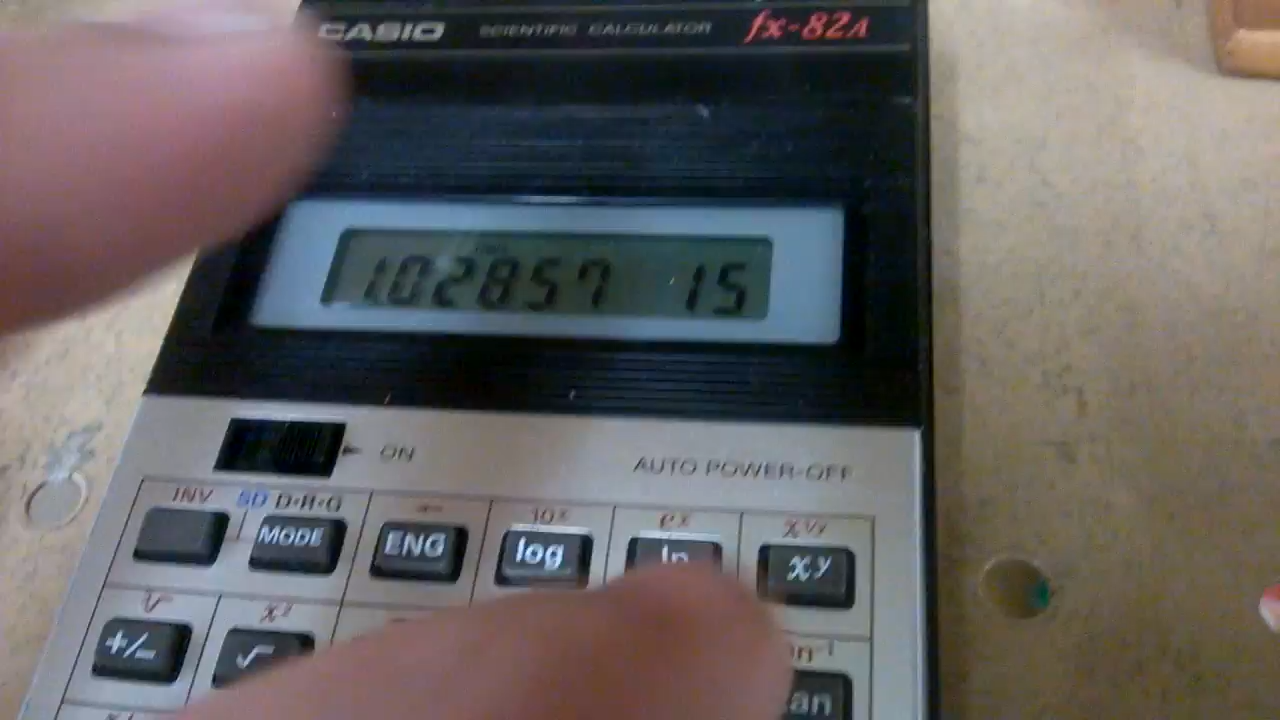 CASIO SCIENTIFIC CALCULATOR fx-82A
1.02857 15
ON
AUTO POWER-OFF
INV SD D·R·G 10ˣ eˣ
MODE ENG log ln xʸ
x²
+/- √